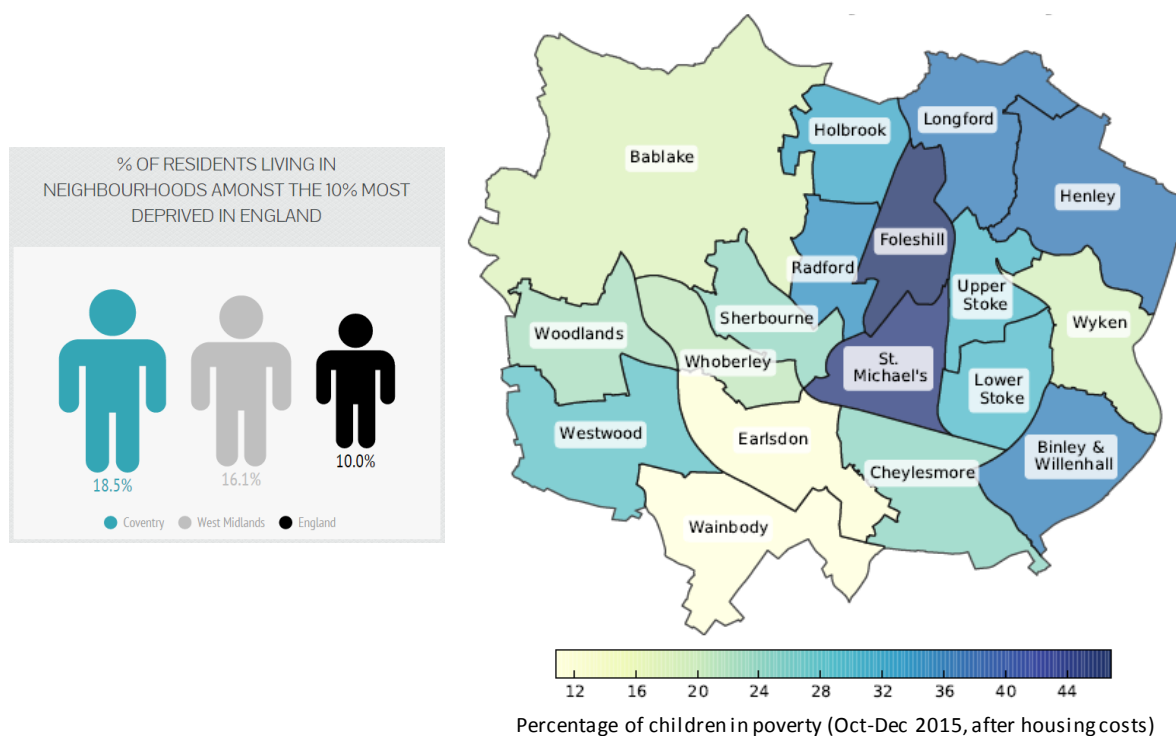 % OF RESIDENTS LIVING IN
NEIGHBOURHOODS AMONST THE 10% MOST
DEPRIVED IN ENGLAND
18.5%
16.1%
10.0%
Coventry
West Midlands
England
Bablake
Holbrook
Longford
Henley
Foleshill
Radford
Upper
Stoke
Wyken
Sherbourne
Woodlands
Whoberley
St.
Michael's
Lower
Stoke
Westwood
Earlsdon
Cheylesmore
Binley &
Willenhall
Wainbody
12 16 20 24 28 32 36 40 44
Percentage of children in poverty (Oct-Dec 2015, after housing costs)